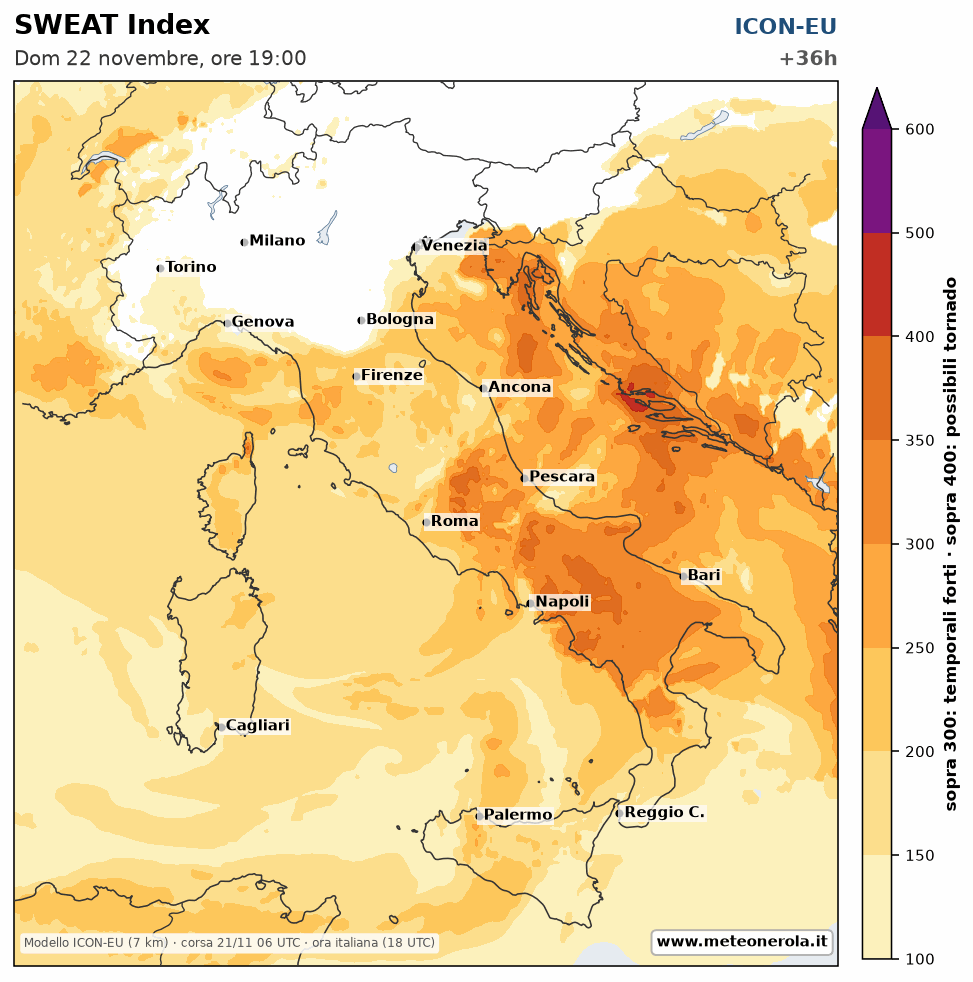 SWEAT Index
ICON-EU
Dom 22 novembre, ore 19:00
+36h
Milano
Venezia
Torino
Genova
Bologna
Firenze
Ancona
Pescara
Roma
Bari
Napoli
Cagliari
Palermo
Reggio C.
600
500
400
350
300
250
200
150
100
sopra 300: temporali forti · sopra 400: possibili tornado
Modello ICON-EU (7 km) · corsa 21/11 06 UTC · ora italiana (18 UTC)
www.meteonerola.it